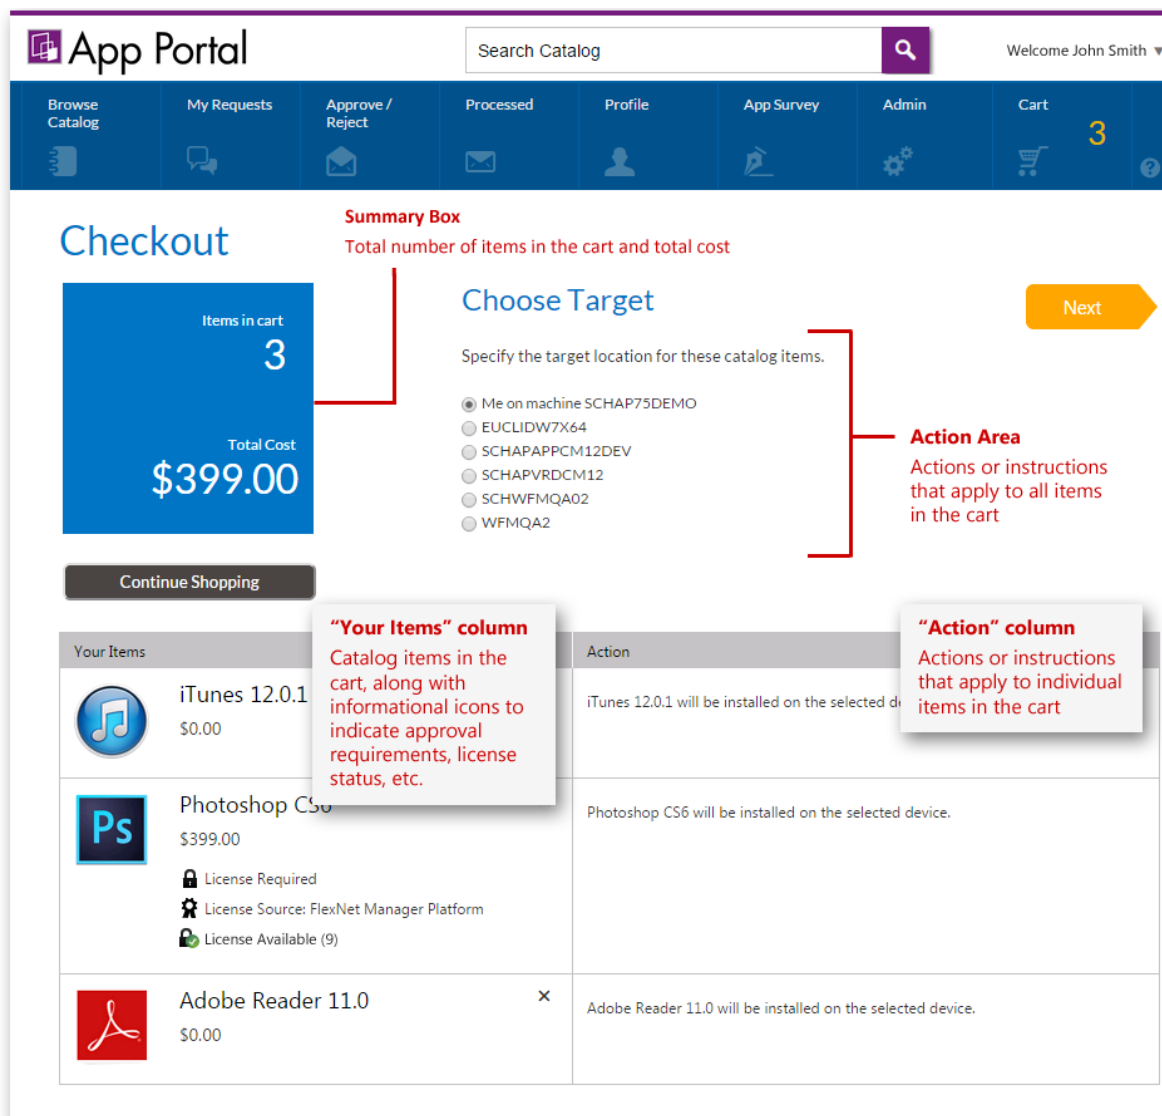 App Portal
Search Catalog
Welcome John Smith
Browse
Catalog
My Requests
Approve /
Reject
Processed
Profile
App Survey
Admin
Cart
3
?
Checkout
Summary Box
Total number of items in the cart and total cost
Items in cart
3
Total Cost
$399.00
Continue Shopping
Choose Target
Next
Specify the target location for these catalog items.
Me on machine SCHAP75DEMO
EUCLIDW7X64
SCHAPAPPCM12DEV
SCHAPVRDCM12
SCHWFMQA02
WFMQA2
Action Area
Actions or instructions
that apply to all items
in the cart
Your Items
Action
“Your Items” column
Catalog items in the
cart, along with
informational icons to
indicate approval
requirements, license
status, etc.
“Action” column
Actions or instructions
that apply to individual
items in the cart
iTunes 12.0.1
$0.00
iTunes 12.0.1 will be installed on the selected
Ps
Photoshop CS6
$399.00
License Required
License Source: FlexNet Manager Platform
License Available (9)
Photoshop CS6 will be installed on the selected device.
Adobe Reader 11.0
$0.00
Adobe Reader 11.0 will be installed on the selected device.